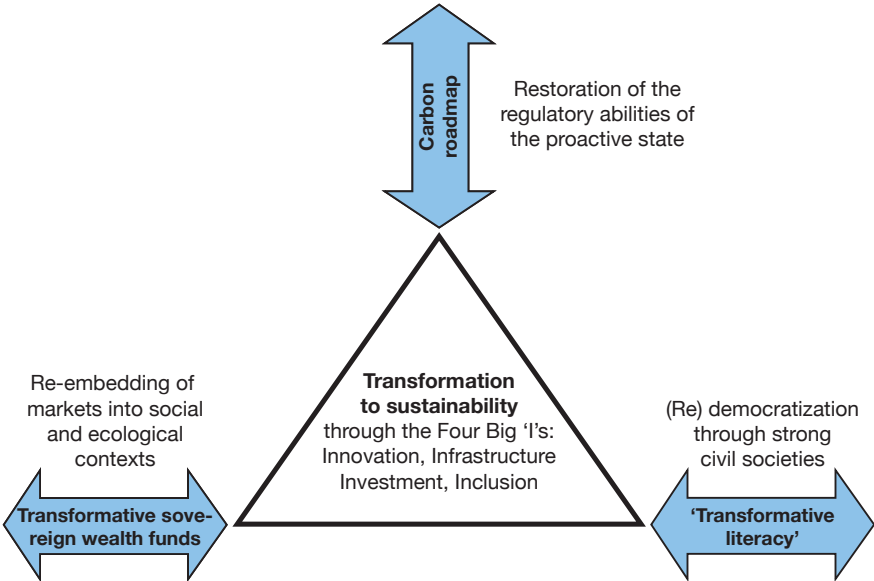 Carbon
roadmap
Restoration of the
regulatory abilities of
the proactive state
Transformation
to sustainability
through the Four Big ‘I’s:
Innovation, Infrastructure
Investment, Inclusion
Re-embedding of
markets into social
and ecological
contexts
Transformative sove-
reign wealth funds
(Re) democratization
through strong
civil societies
‘Transformative
literacy’